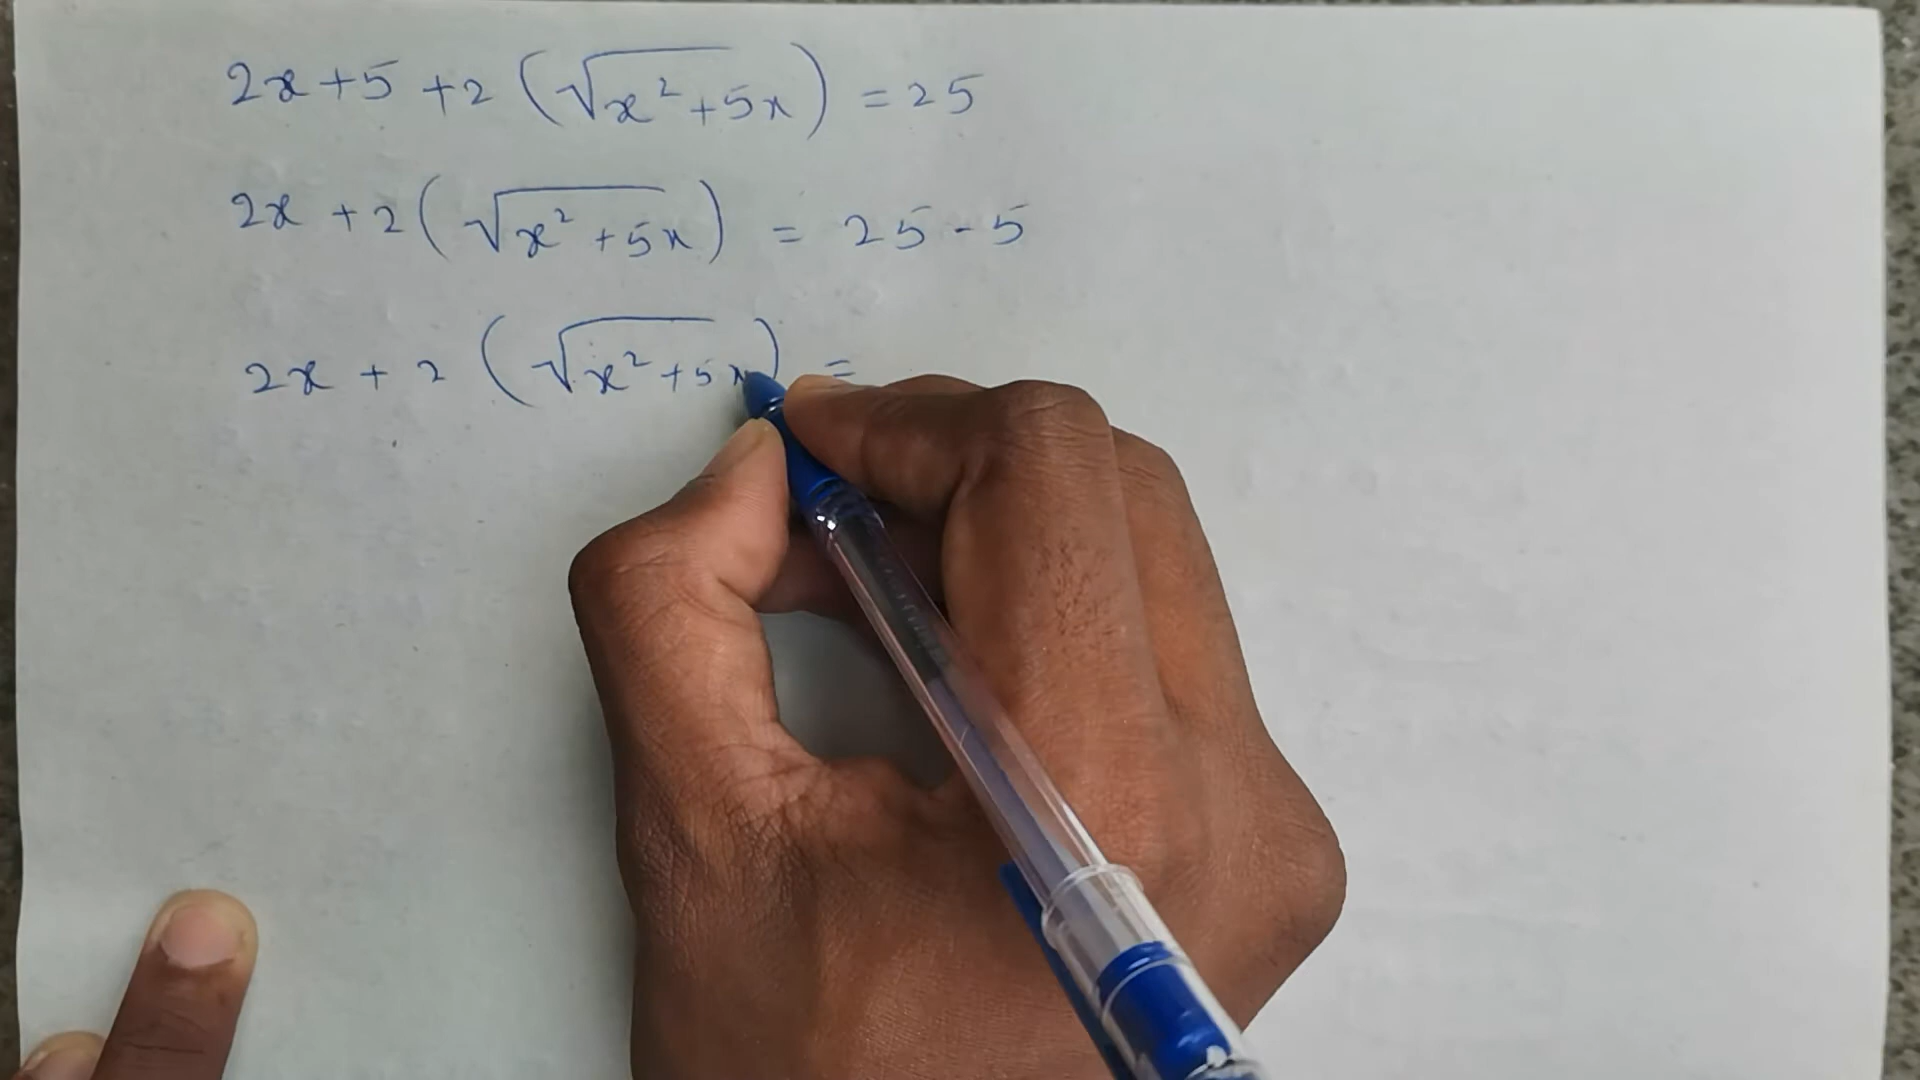 2x + 5 + 2 (√x² + 5x) = 25
2x + 2 (√x² + 5x) = 25 - 5
2x + 2 (√x² + 5x) =